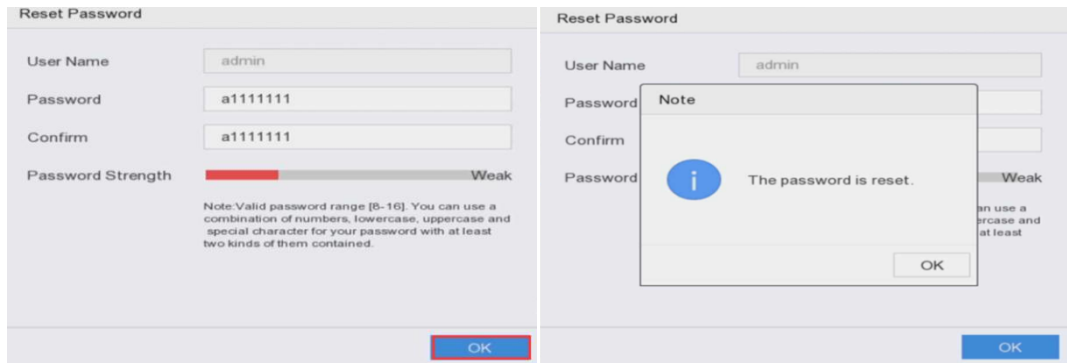 Reset Password
User Name admin
Password a1111111
Confirm a1111111
Password Strength Weak
Note:Valid password range [8-16]. You can use a
combination of numbers, lowercase, uppercase and
special character for your password with at least
two kinds of them contained.
OK
Reset Password
User Name admin
Password
Confirm
Password Weak
an use a
ercase and
at least
Note
The password is reset.
OK
OK